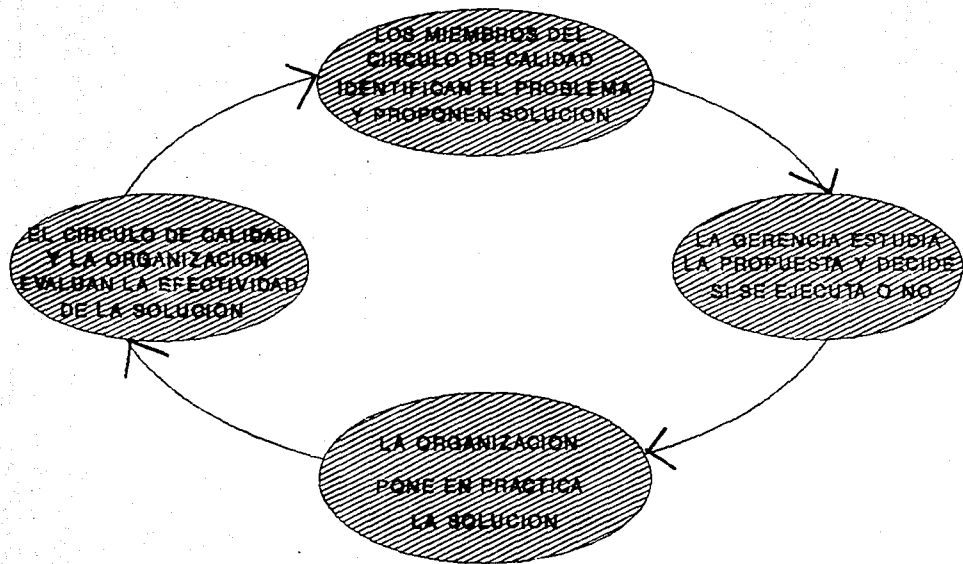 LOS MIEMBROS DEL
CIRCULO DE CALIDAD
IDENTIFICAN EL PROBLEMA
Y PROPONEN SOLUCION
LA GERENCIA ESTUDIA
LA PROPUESTA Y DECIDE
SI SE EJECUTA O NO
LA ORGANIZACION
PONE EN PRACTICA
LA SOLUCION
EL CIRCULO DE CALIDAD
Y LA ORGANIZACION
EVALUAN LA EFECTIVIDAD
DE LA SOLUCION